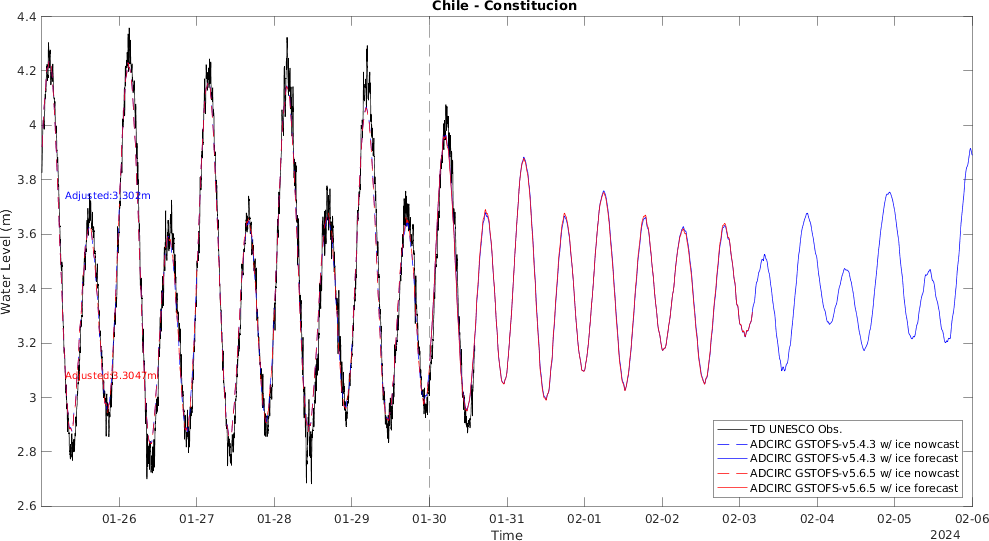 Chile - Constitucion
4.4
4.2
4
3.8
3.6
3.4
3.2
3
2.8
2.6
Water Level (m)
Adjusted:3.302m
Adjusted:3.3047m
TD UNESCO Obs.
ADCIRC GSTOFS-v5.4.3 w/ ice nowcast
ADCIRC GSTOFS-v5.4.3 w/ ice forecast
ADCIRC GSTOFS-v5.6.5 w/ ice nowcast
ADCIRC GSTOFS-v5.6.5 w/ ice forecast
01-26 01-27 01-28 01-29 01-30 01-31 02-01 02-02 02-03 02-04 02-05 02-06
Time
2024